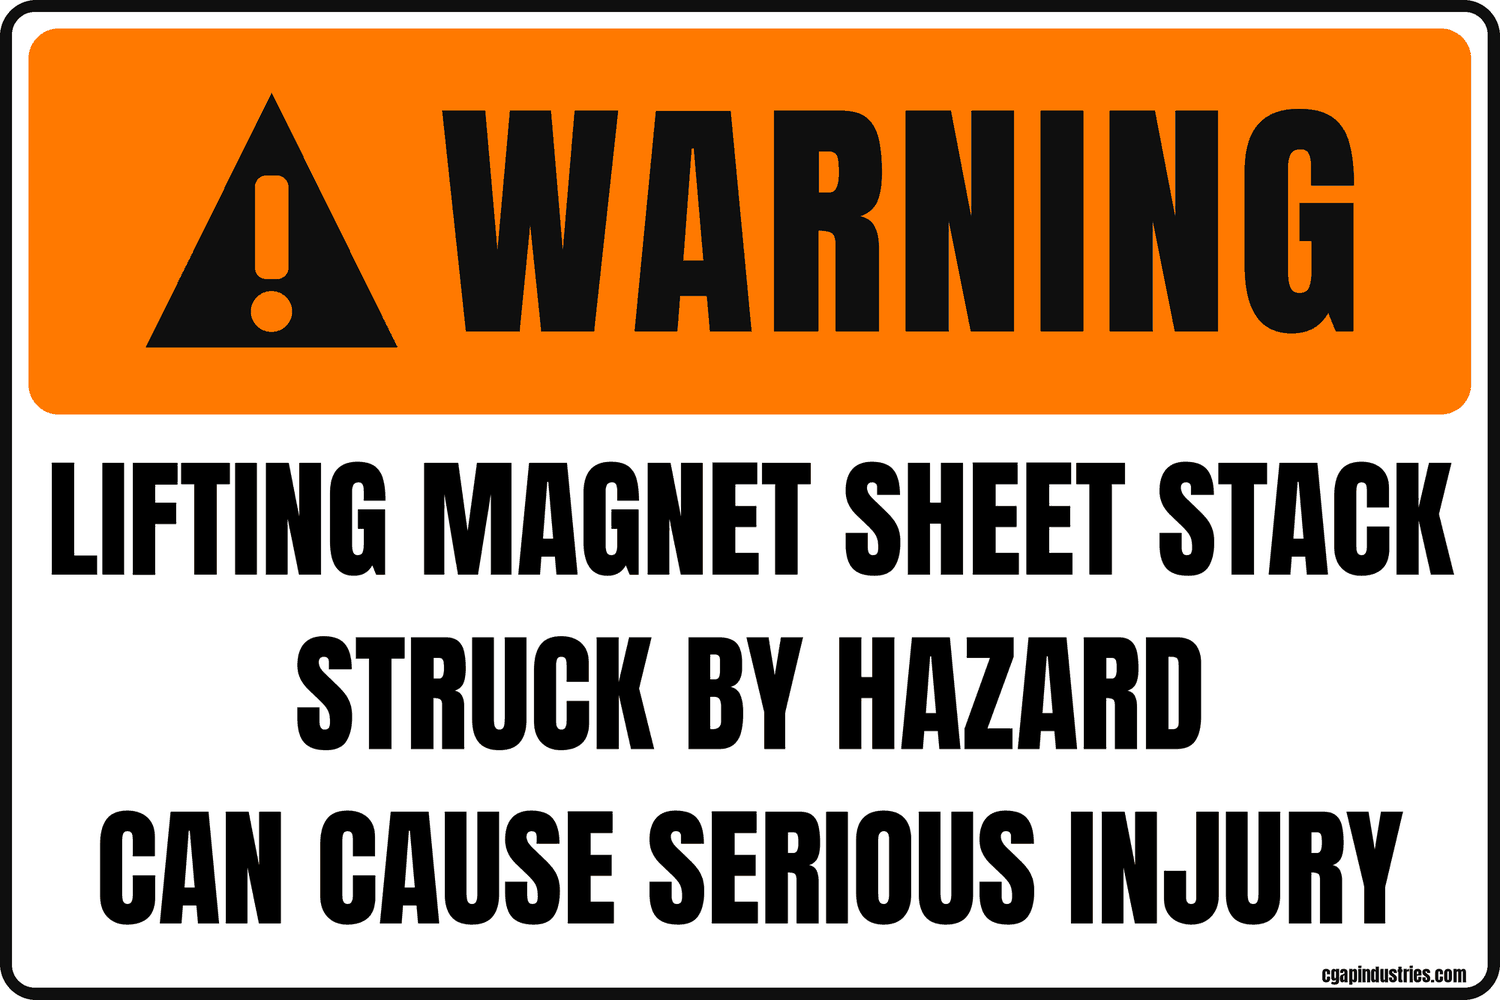 WARNING
LIFTING MAGNET SHEET STACK
STRUCK BY HAZARD
CAN CAUSE SERIOUS INJURY
cgapindustries.com